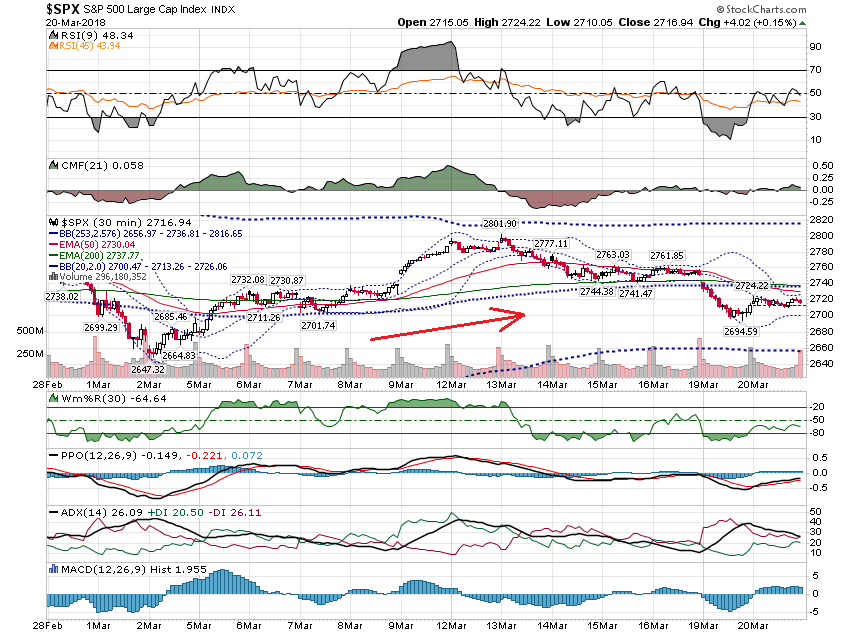 $SPX S&P 500 Large Cap Index INDX © StockCharts.com
20-Mar-2018 Open 2715.05 High 2724.22 Low 2710.05 Close 2716.94 Chg +4.02 (+0.15%)
RSI(9) 48.34
RSI(45) 43.94
90
70
50
30
10
CMF(21) 0.058
0.50
0.25
0.00
-0.25
$SPX (30 min) 2716.94
BB(253,2.576) 2656.97 - 2736.81 - 2816.65
EMA(50) 2730.04
EMA(200) 2737.77
BB(20,2.0) 2700.47 - 2713.26 - 2726.06
Volume 296,180,352
2820
2800
2780
2760
2740
2720
2700
2680
2660
2640
500M
250M
2738.02
2699.29
2647.32
2685.46
2664.83
2732.08
2711.26
2730.87
2701.74
2801.90
2777.11
2744.38
2763.03
2741.47
2761.85
2694.59
2724.22
28Feb 1Mar 2Mar 5Mar 6Mar 7Mar 8Mar 9Mar 12Mar 13Mar 14Mar 15Mar 16Mar 19Mar 20Mar
Wm%R(30) -64.64
-20
-50
-80
PPO(12,26,9) -0.149, -0.221, 0.072
0.5
0.0
-0.5
ADX(14) 26.09 +DI 20.50 -DI 26.11
50
40
30
20
10
MACD(12,26,9) Hist 1.955
5
0
-5
28Feb 1Mar 2Mar 5Mar 6Mar 7Mar 8Mar 9Mar 12Mar 13Mar 14Mar 15Mar 16Mar 19Mar 20Mar